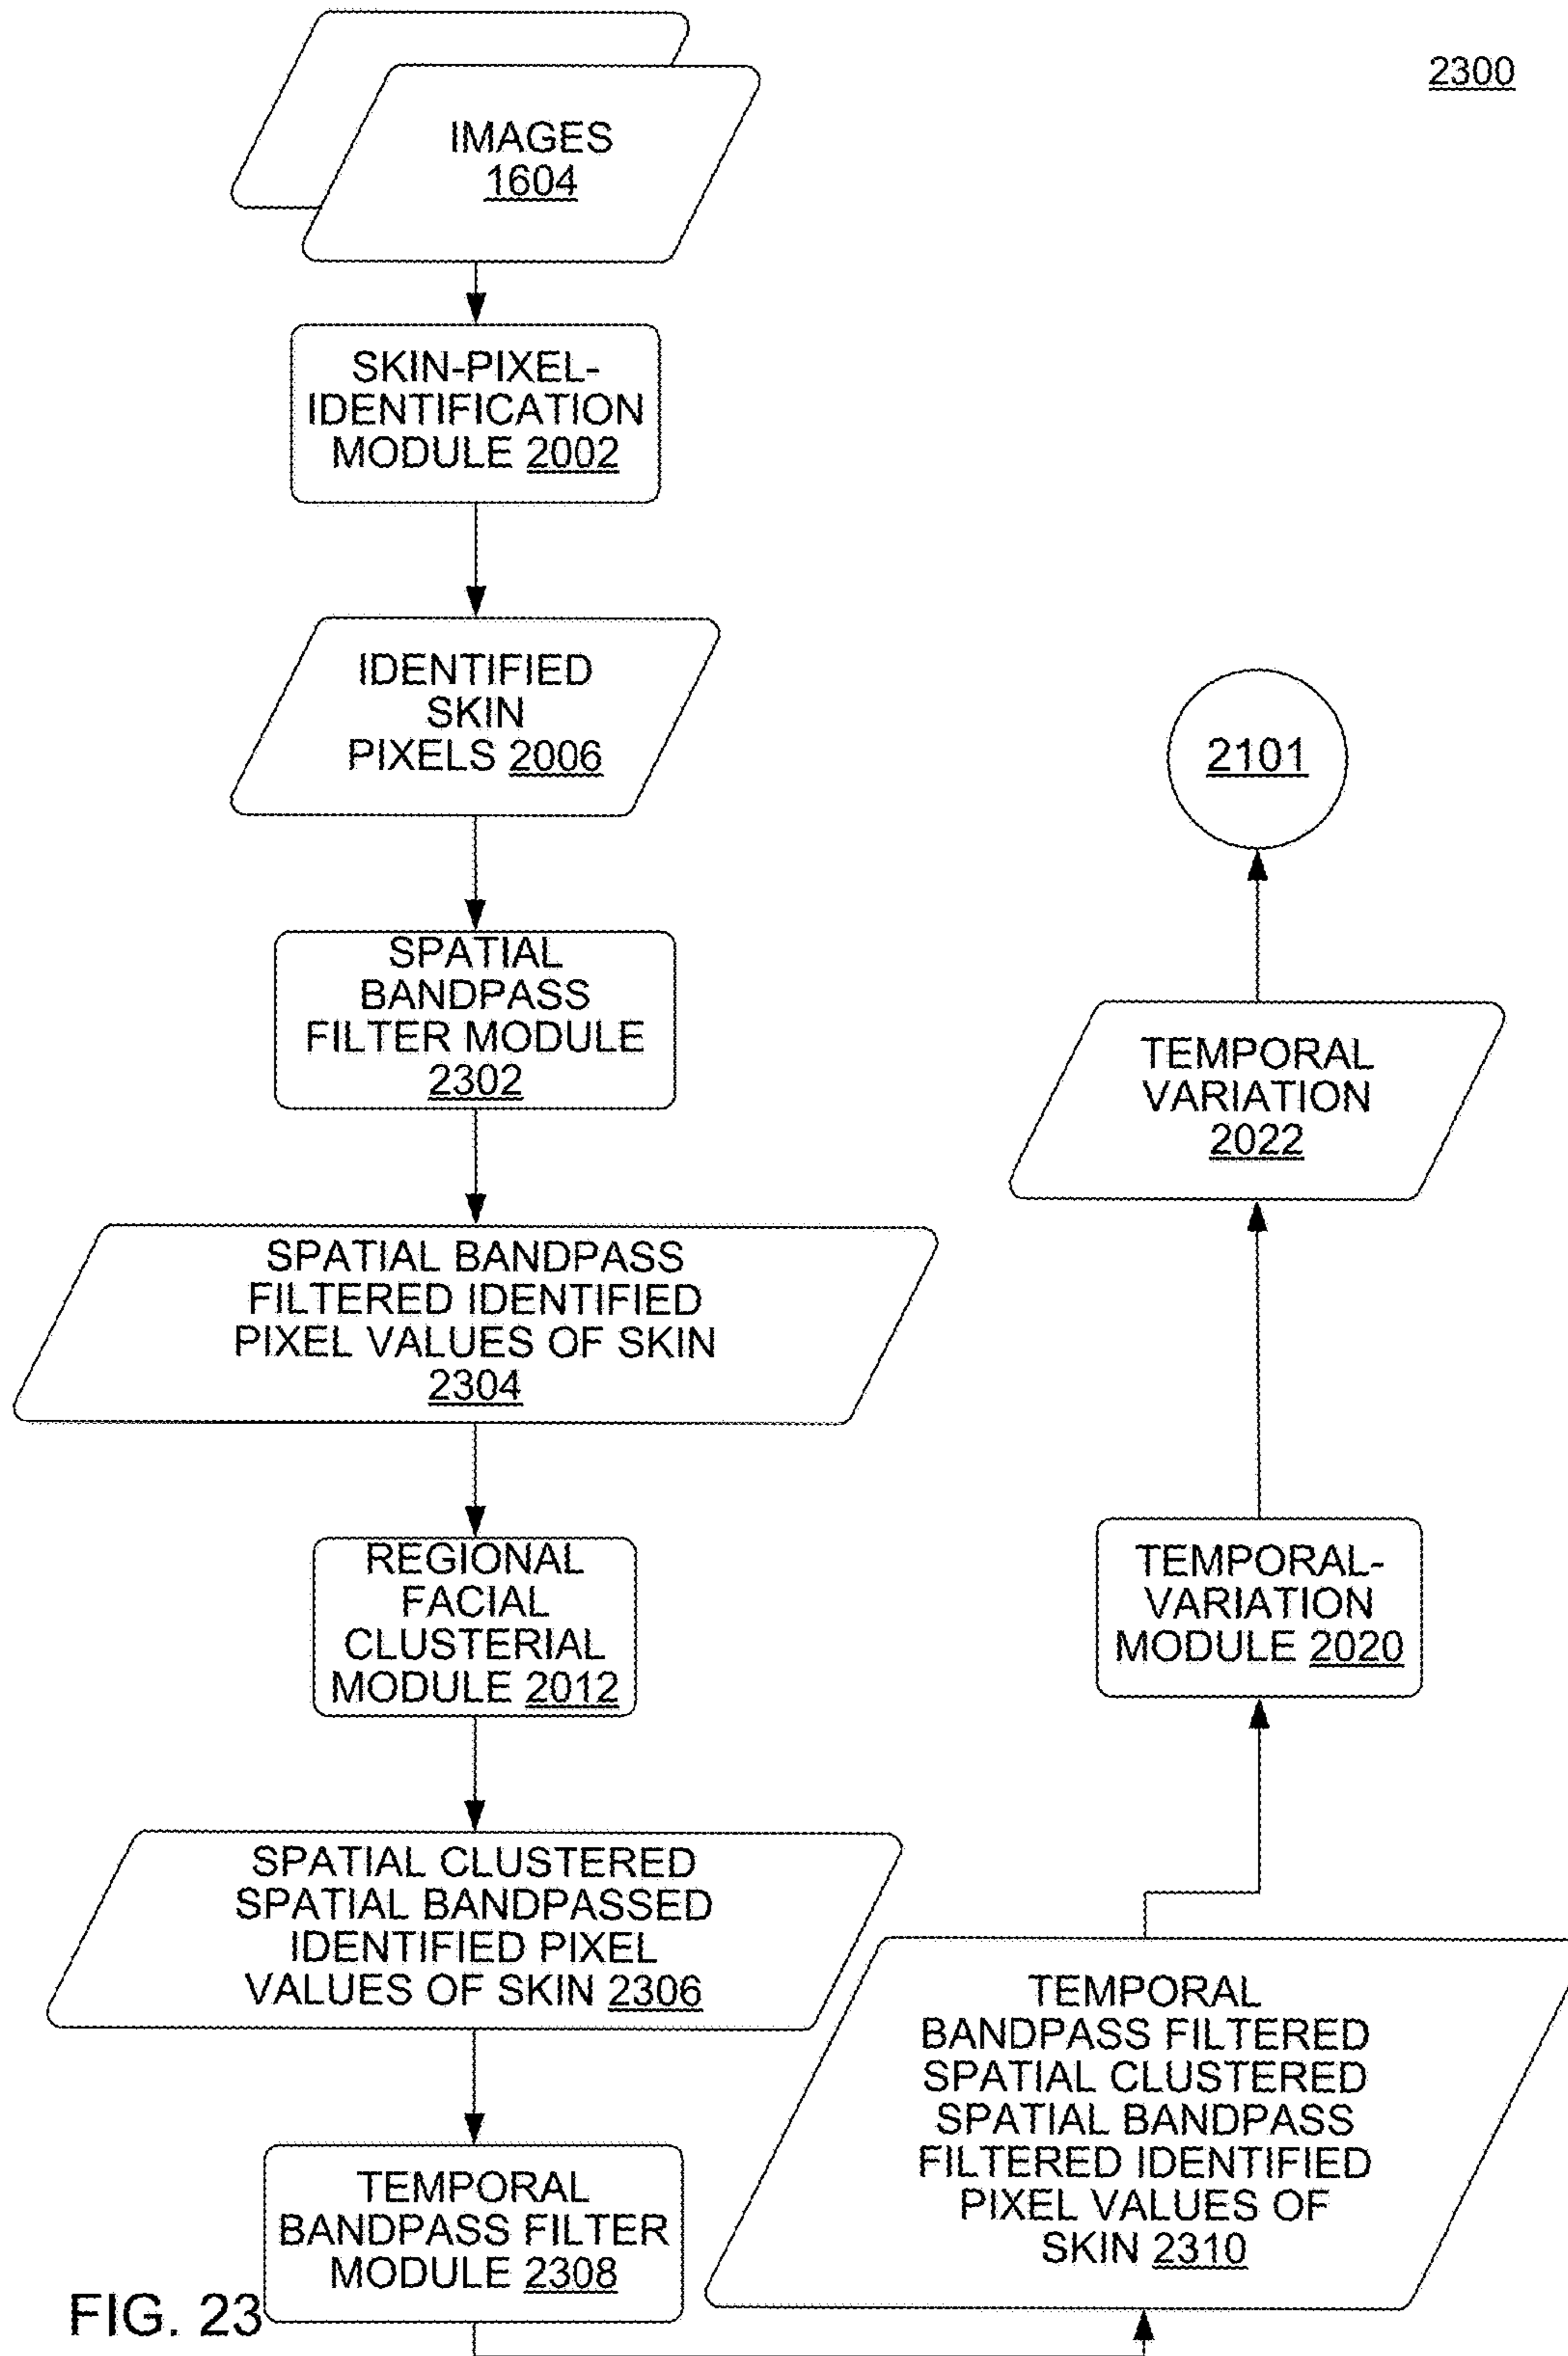 2300
IMAGES
1604
SKIN-PIXEL-
IDENTIFICATION
MODULE 2002
IDENTIFIED
SKIN
PIXELS 2006
SPATIAL
BANDPASS
FILTER MODULE
2302
SPATIAL BANDPASS
FILTERED IDENTIFIED
PIXEL VALUES OF SKIN
2304
REGIONAL
FACIAL
CLUSTERIAL
MODULE 2012
SPATIAL CLUSTERED
SPATIAL BANDPASSED
IDENTIFIED PIXEL
VALUES OF SKIN 2306
TEMPORAL
BANDPASS FILTER
MODULE 2308
TEMPORAL
BANDPASS FILTERED
SPATIAL CLUSTERED
SPATIAL BANDPASS
FILTERED IDENTIFIED
PIXEL VALUES OF
SKIN 2310
TEMPORAL-
VARIATION
MODULE 2020
TEMPORAL
VARIATION
2022
2101
FIG. 23